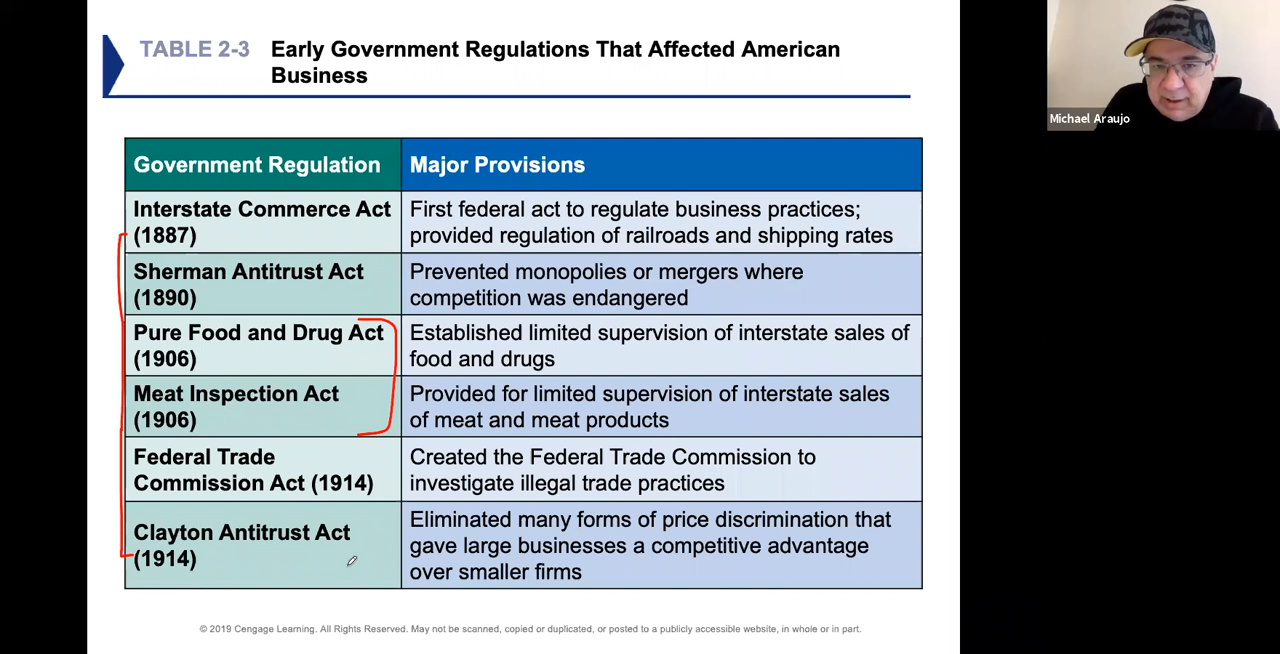 TABLE 2-3 Early Government Regulations That Affected American
Business
Michael Araujo
Government Regulation Major Provisions
Interstate Commerce Act
(1887)
First federal act to regulate business practices;
provided regulation of railroads and shipping rates
Sherman Antitrust Act
(1890)
Prevented monopolies or mergers where
competition was endangered
Pure Food and Drug Act
(1906)
Established limited supervision of interstate sales of
food and drugs
Meat Inspection Act
(1906)
Provided for limited supervision of interstate sales
of meat and meat products
Federal Trade
Commission Act (1914)
Created the Federal Trade Commission to
investigate illegal trade practices
Clayton Antitrust Act
(1914)
Eliminated many forms of price discrimination that
gave large businesses a competitive advantage
over smaller firms
© 2019 Cengage Learning. All Rights Reserved. May not be scanned, copied or duplicated, or posted to a publicly accessible website, in whole or in part.